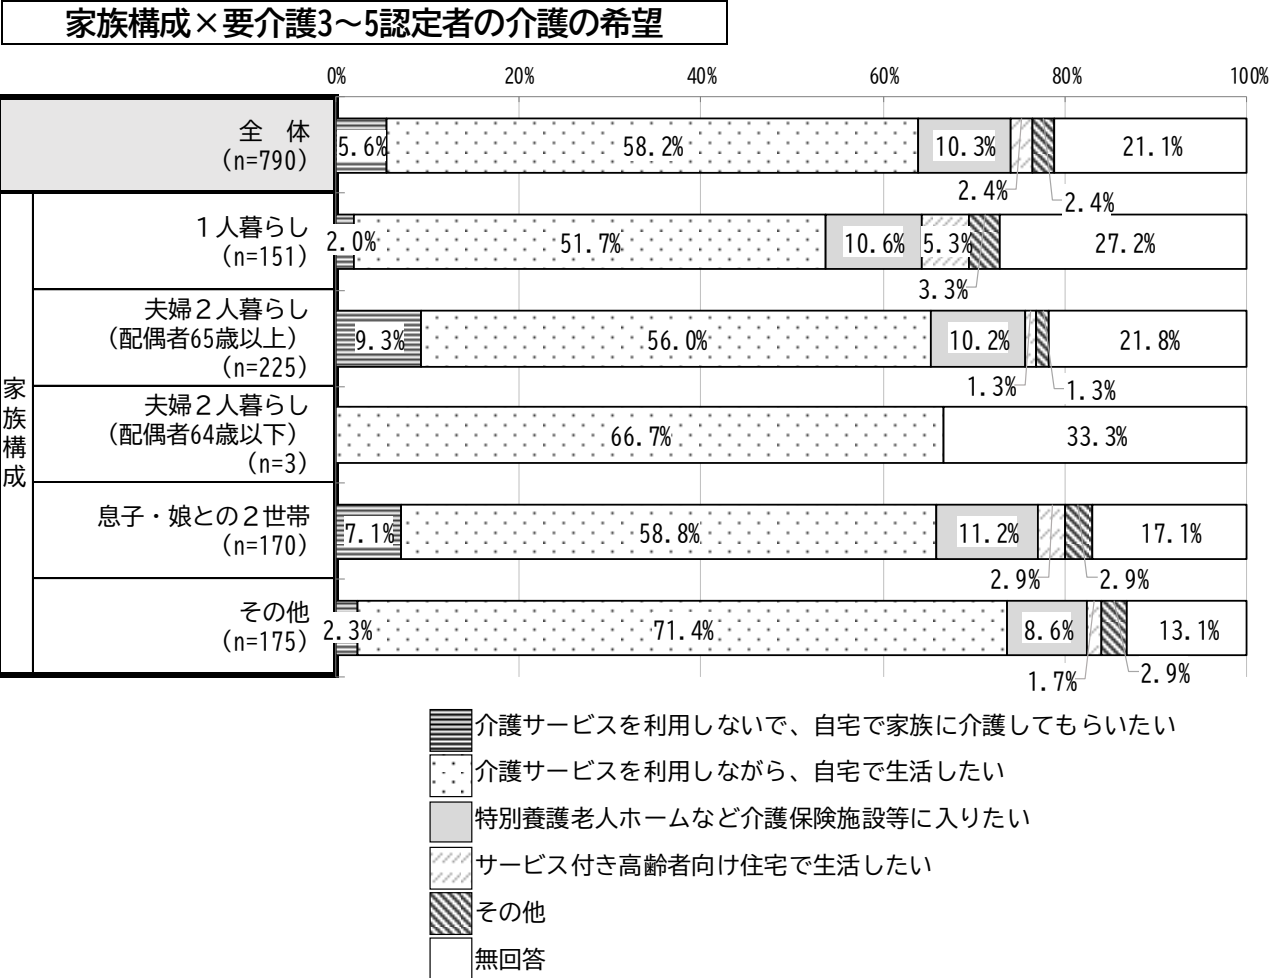 家族構成×要介護3～5認定者の介護の希望
0% 20% 40% 60% 80% 100%
全　体
(n=790)
5.6% 58.2% 10.3% 2.4% 2.4% 21.1%
家族構成
１人暮らし
(n=151)
2.0% 51.7% 10.6% 5.3% 3.3% 27.2%
夫婦２人暮らし
(配偶者65歳以上)
(n=225)
9.3% 56.0% 10.2% 1.3% 1.3% 21.8%
夫婦２人暮らし
(配偶者64歳以下)
(n=3)
66.7% 33.3%
息子・娘との２世帯
(n=170)
7.1% 58.8% 11.2% 2.9% 2.9% 17.1%
その他
(n=175)
2.3% 71.4% 8.6% 1.7% 2.9% 13.1%
介護サービスを利用しないで、自宅で家族に介護してもらいたい
介護サービスを利用しながら、自宅で生活したい
特別養護老人ホームなど介護保険施設等に入りたい
サービス付き高齢者向け住宅で生活したい
その他
無回答